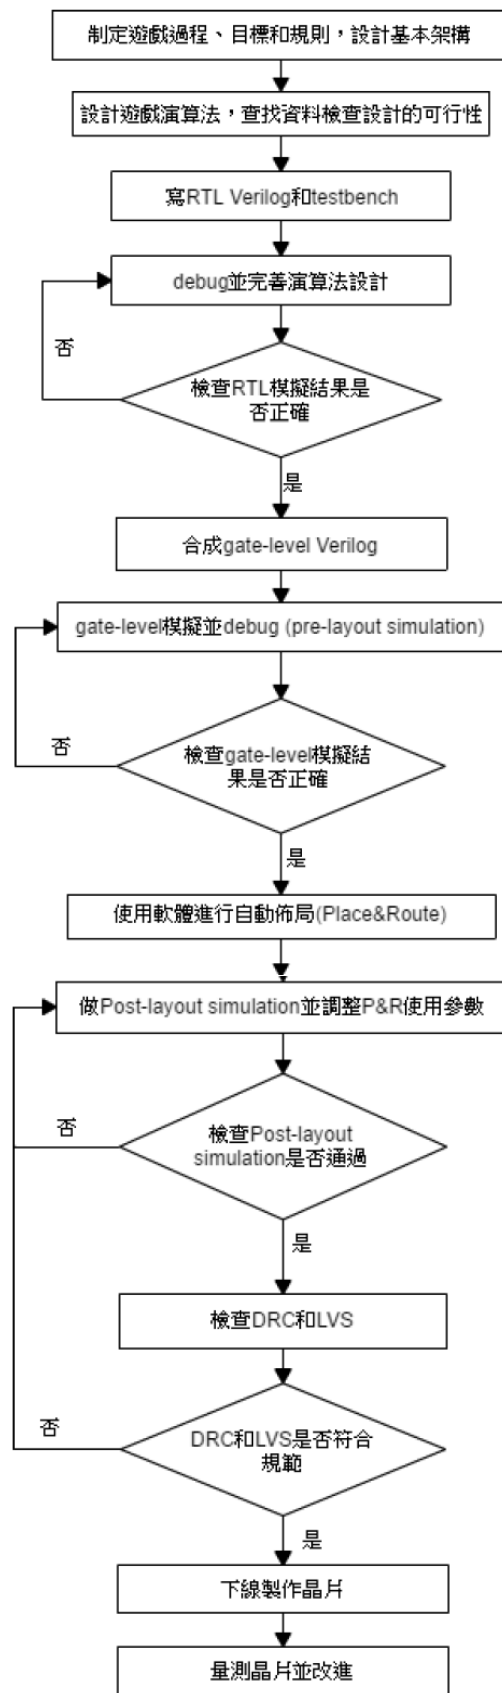 制定遊戲過程、目標和規則，設計基本架構
設計遊戲演算法，查找資料檢查設計的可行性
寫RTL Verilog和testbench
debug並完善演算法設計
否
檢查RTL模擬結果是
否正確
是
合成gate-level Verilog
gate-level模擬並debug (pre-layout simulation)
否
檢查gate-level模擬結
果是否正確
是
使用軟體進行自動佈局(Place&Route)
做Post-layout simulation並調整P&R使用參數
否
檢查Post-layout
simulation是否通過
是
檢查DRC和LVS
否
DRC和LVS是否符合
規範
是
下線製作晶片
量測晶片並改進